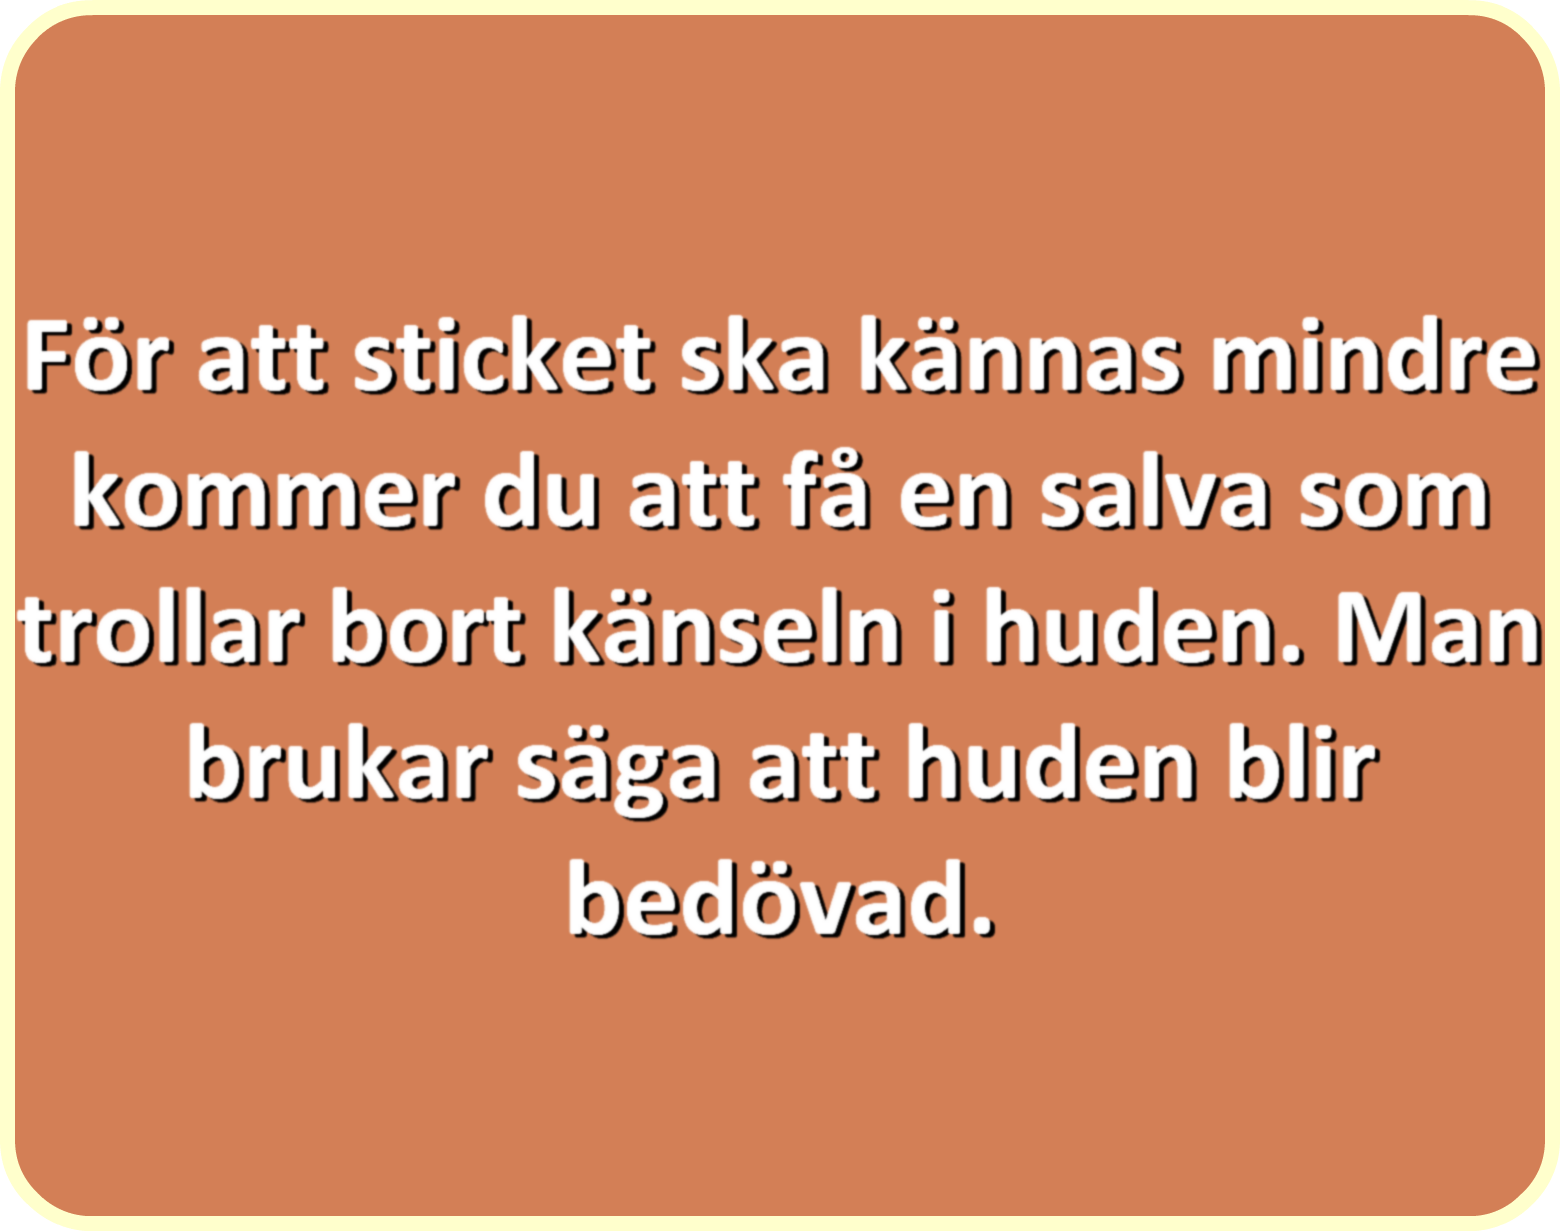 För att sticket ska kännas mindre
kommer du att få en salva som
trollar bort känseln i huden. Man
brukar säga att huden blir
bedövad.